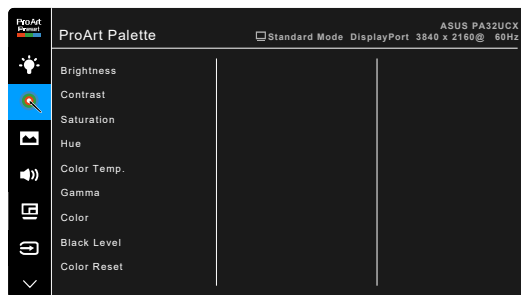 ProArt
Preset
ProArt Palette
ASUS PA32UCX
Standard Mode DisplayPort 3840 x 2160@ 60Hz
Brightness
Contrast
Saturation
Hue
Color Temp.
Gamma
Color
Black Level
Color Reset